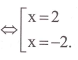 ⇔[x = 2
x = −2.